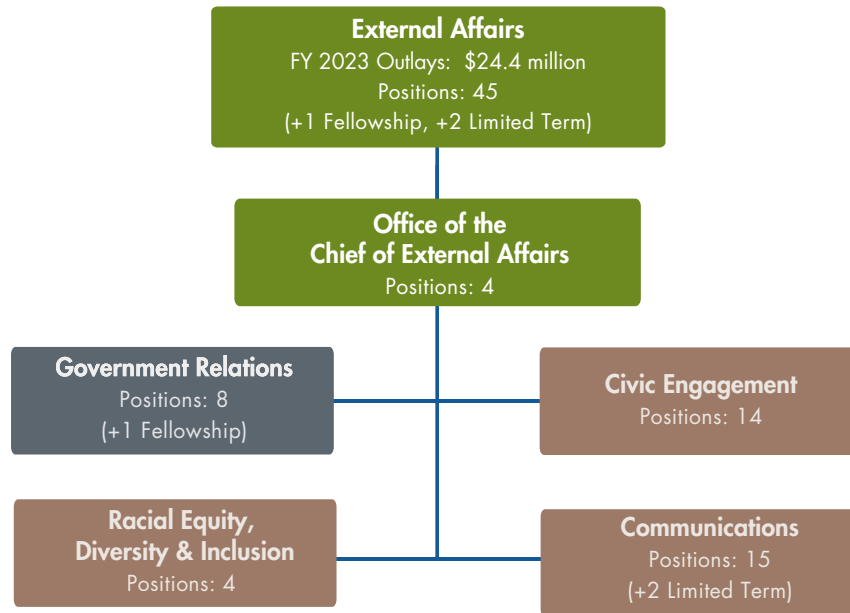 External Affairs
FY 2023 Outlays: $24.4 million
Positions: 45
(+1 Fellowship, +2 Limited Term)
Office of the
Chief of External Affairs
Positions: 4
Government Relations
Positions: 8
(+1 Fellowship)
Civic Engagement
Positions: 14
Racial Equity,
Diversity & Inclusion
Positions: 4
Communications
Positions: 15
(+2 Limited Term)